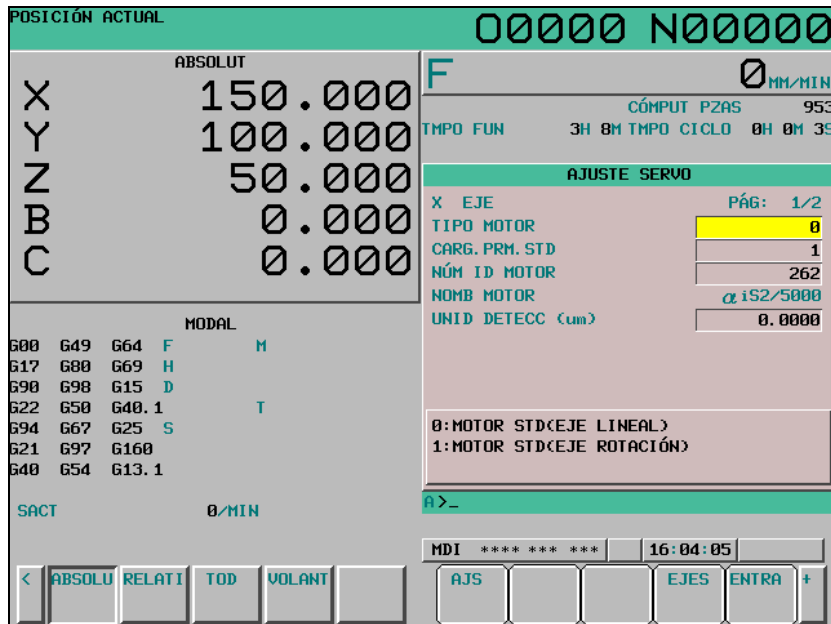 POSICIÓN ACTUAL
O0000 N00000
ABSOLUT
X 150.000
Y 100.000
Z 50.000
B 0.000
C 0.000
F 0 MM/MIN
CÓMPUT PZAS 953
TMPO FUN 3H 8M TMPO CICLO 0H 0M 3S
AJUSTE SERVO
X EJE PÁG: 1/2
TIPO MOTOR 0
CARG.PRM.STD 1
NÚM ID MOTOR 262
NOMB MOTOR αiS2/5000
UNID DETECC (um) 0.0000
0:MOTOR STD(EJE LINEAL)
1:MOTOR STD(EJE ROTACIÓN)
MODAL
G00 G49 G64 F M
G17 G80 G69 H
G90 G98 G15 D
G22 G50 G40.1 T
G94 G67 G25 S
G21 G97 G160
G40 G54 G13.1
SACT 0/MIN
A>_
MDI **** *** *** 16:04:05
< ABSOLU RELATI TOD VOLANT
AJS EJES ENTRA +